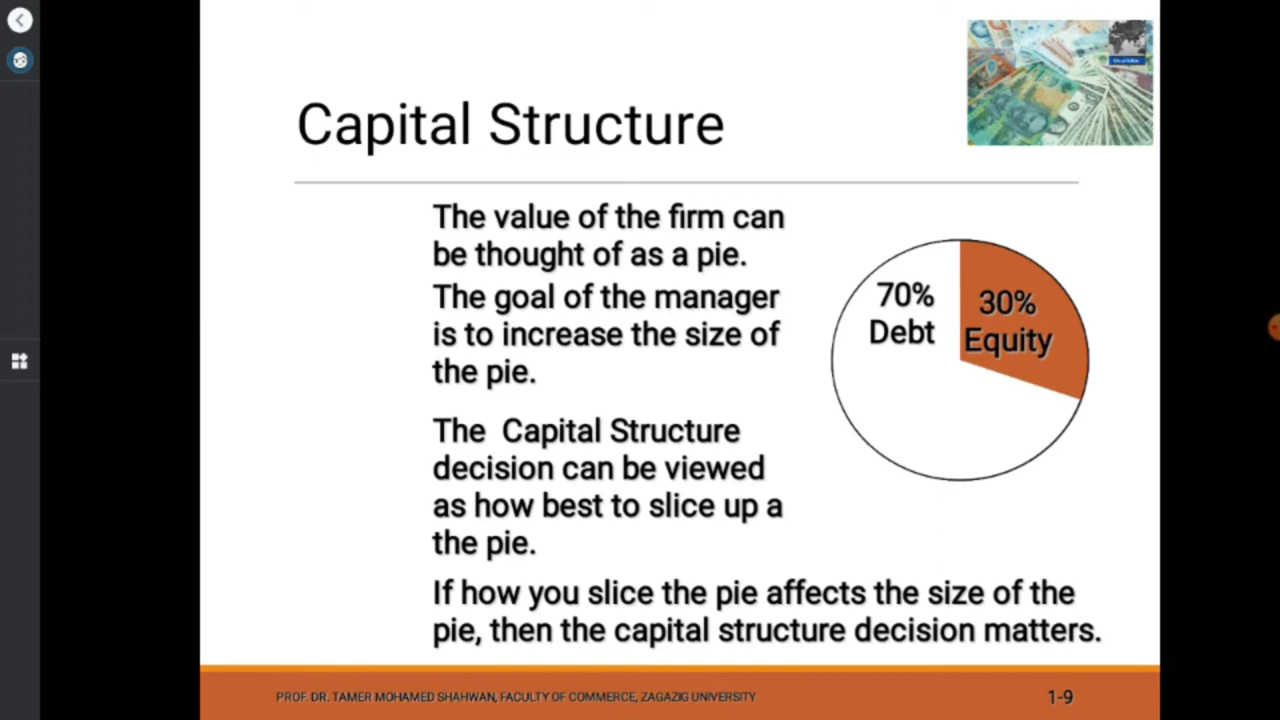 Capital Structure
The value of the firm can
be thought of as a pie.
The goal of the manager
is to increase the size of
the pie.
The Capital Structure
decision can be viewed
as how best to slice up a
the pie.
If how you slice the pie affects the size of the
pie, then the capital structure decision matters.
70%
Debt
30%
Equity
PROF. DR. TAMER MOHAMED SHAHWAN, FACULTY OF COMMERCE, ZAGAZIG UNIVERSITY
1-9